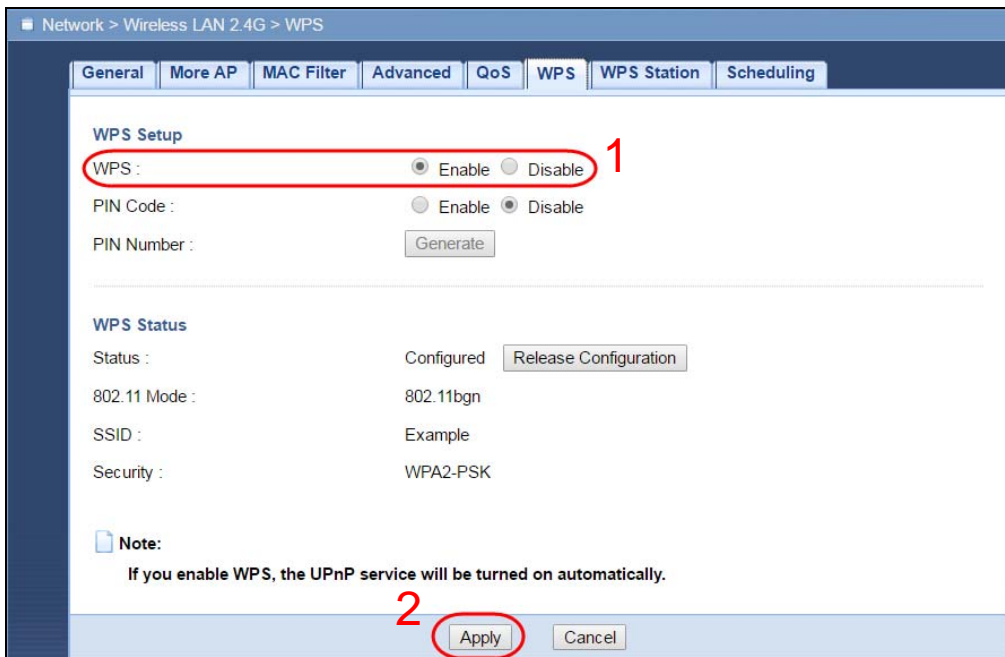 Network > Wireless LAN 2.4G > WPS
General More AP MAC Filter Advanced QoS WPS WPS Station Scheduling
WPS Setup
WPS : Enable Disable 1
PIN Code : Enable Disable
PIN Number : Generate
WPS Status
Status : Configured Release Configuration
802.11 Mode : 802.11bgn
SSID : Example
Security : WPA2-PSK
Note:
If you enable WPS, the UPnP service will be turned on automatically.
2 Apply Cancel